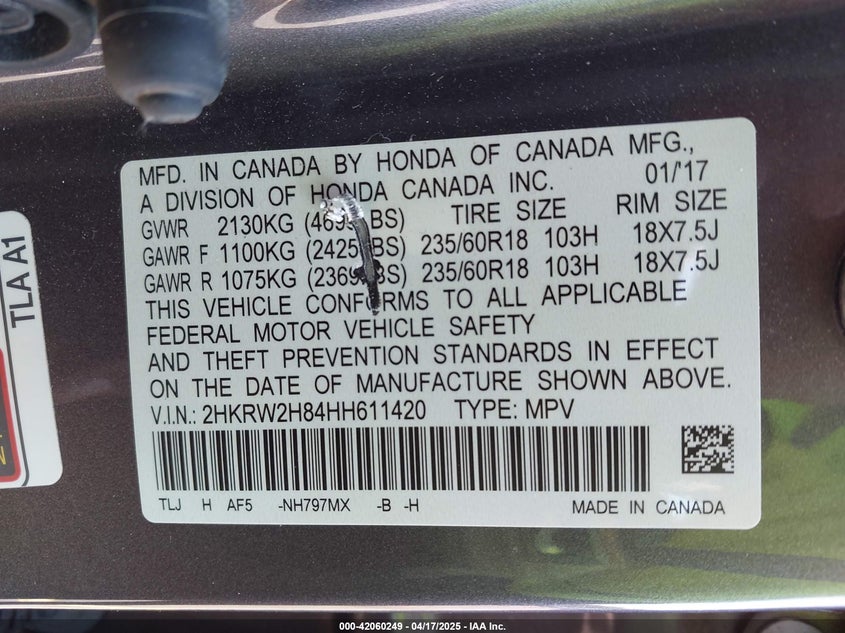 MFD. IN CANADA BY HONDA OF CANADA MFG.,
A DIVISION OF HONDA CANADA INC. 01/'17
GVWR 2130KG TIRE SIZE RIM SIZE
GAWR F 1100KG (2425 BS) 235/60R18 103H 18X7.5J
GAWR R 1075KG 235/60R18 103H 18X7.5J
THIS VEHICLE CONFORMS TO ALL APPLICABLE
FEDERAL MOTOR VEHICLE SAFETY
AND THEFT PREVENTION STANDARDS IN EFFECT
ON THE DATE OF MANUFACTURE SHOWN ABOVE.
V.I.N.: 2HKRW2H84HH611420 TYPE: MPV
TLJ H AF5 -NH797MX -B -H MADE IN CANADA
TLA A1
000-42060249 - 04/17/2025 - IAA Inc.